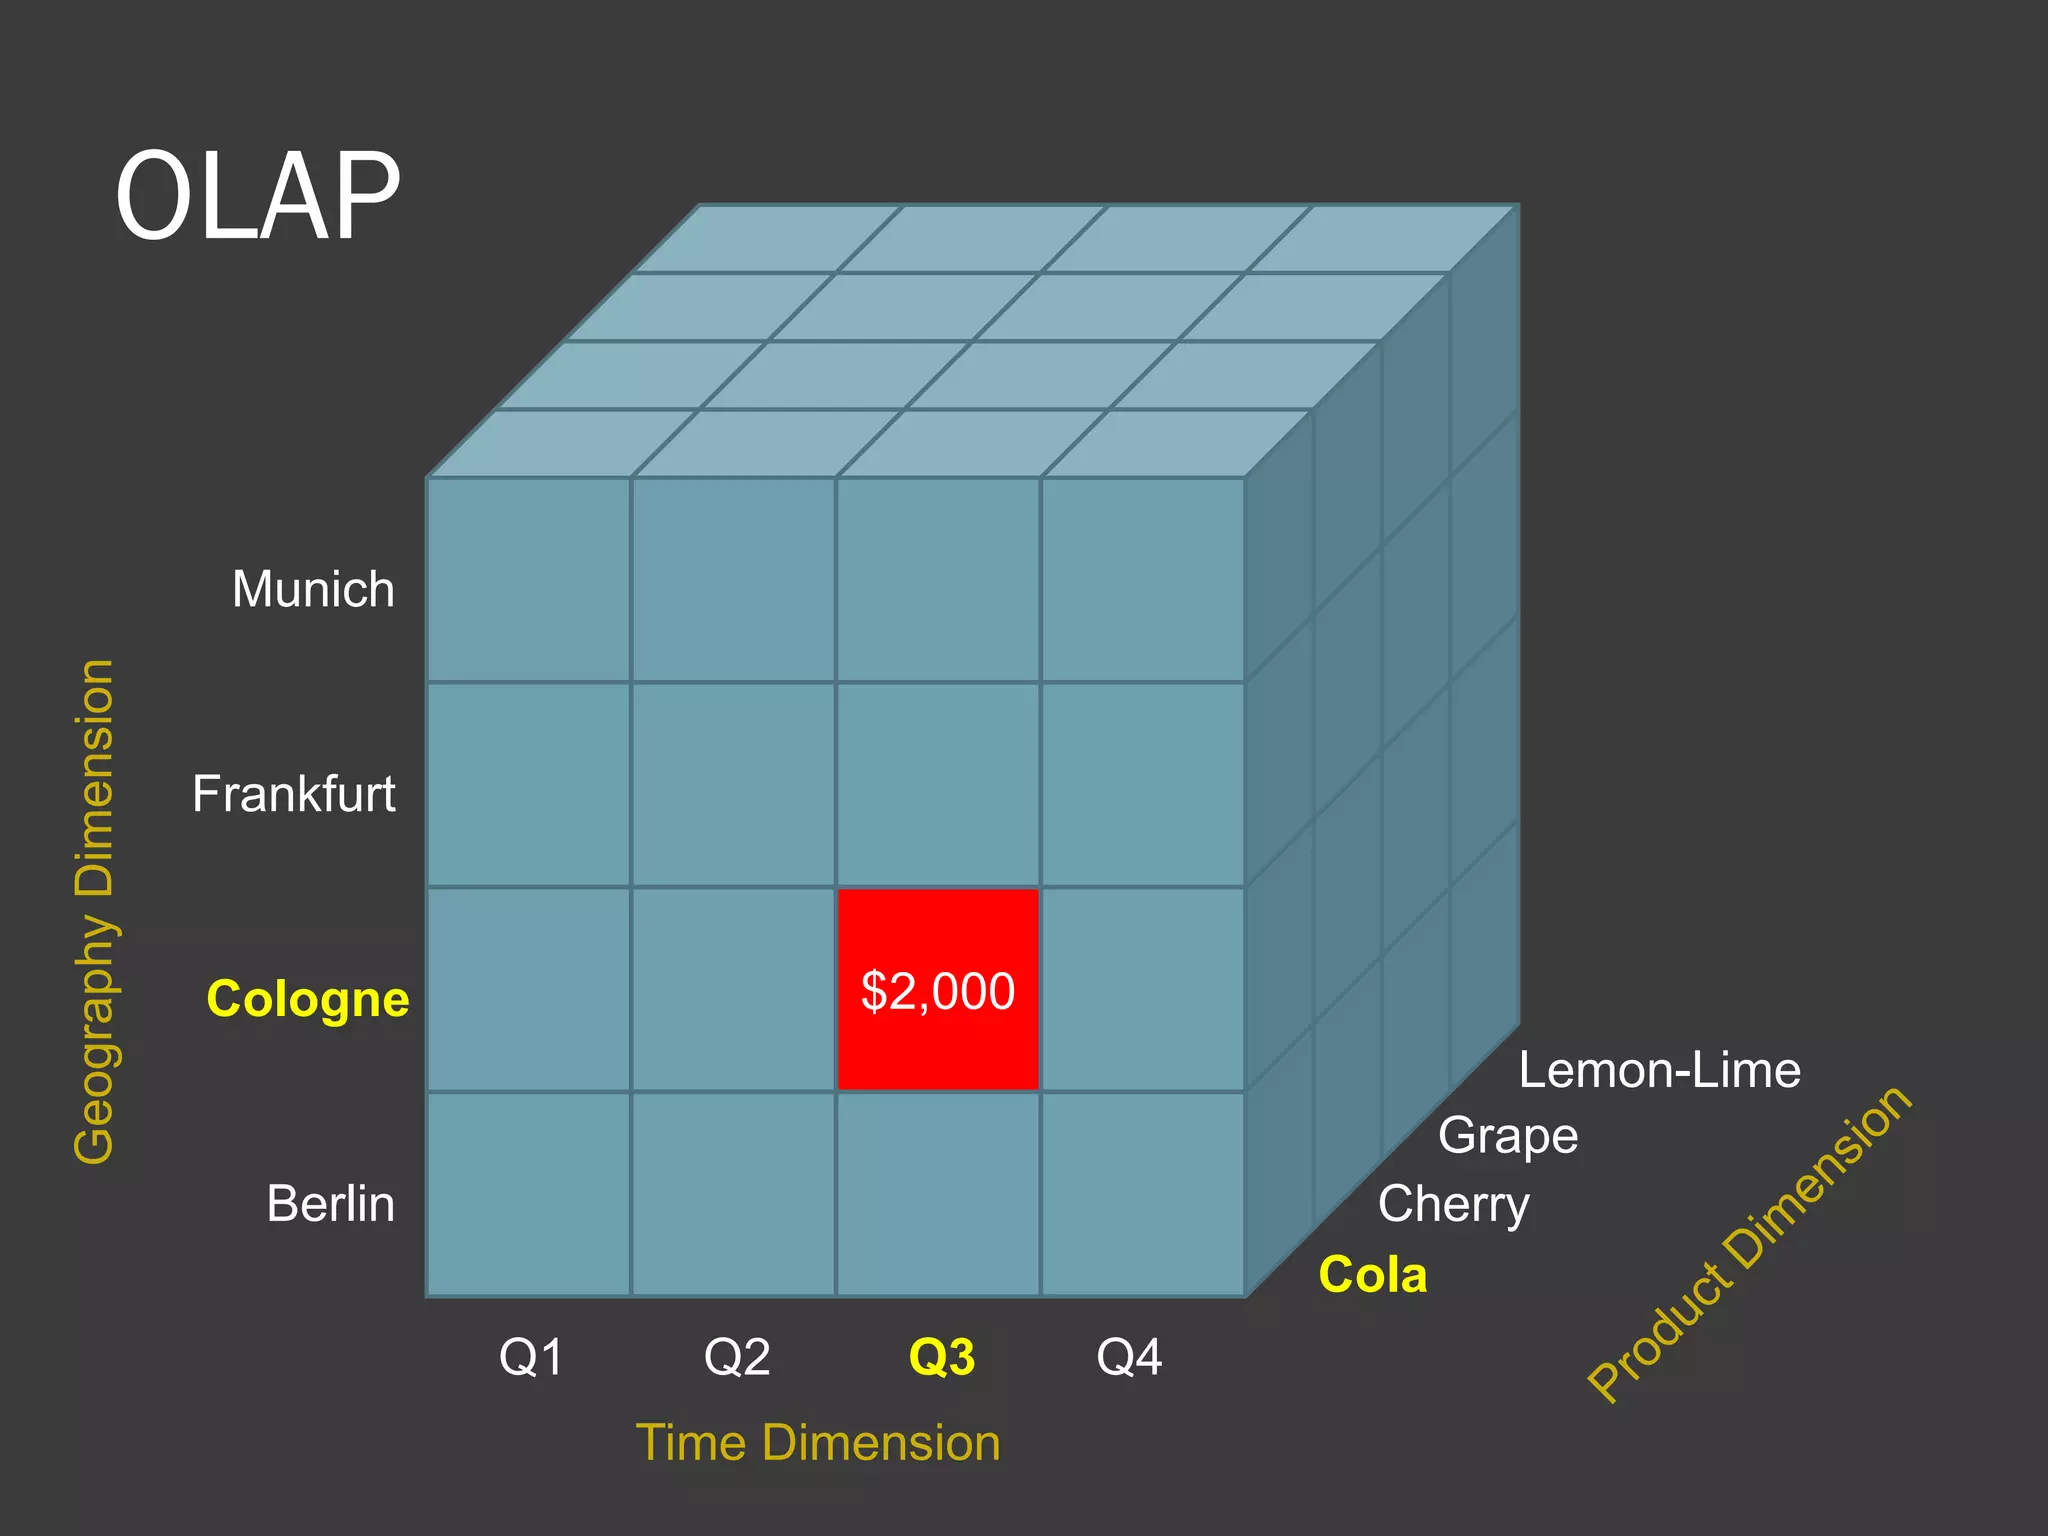 OLAP
Geography Dimension
Munich
Frankfurt
Cologne
Berlin
$2,000
Q1
Q2
Q3
Q4
Time Dimension
Lemon-Lime
Grape
Cherry
Cola
Product Dimension